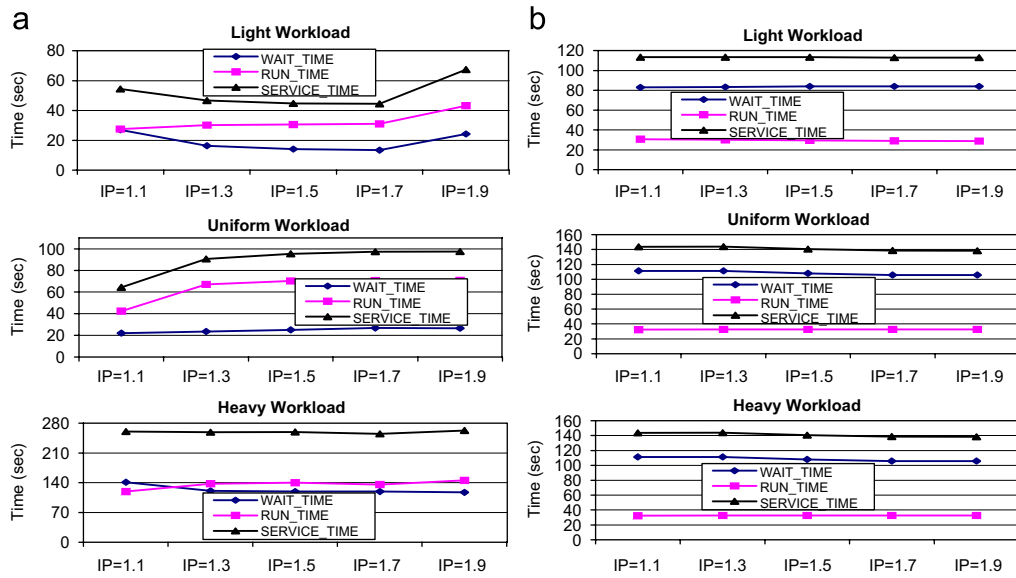 a
Light Workload
Time (sec)
80
60
40
20
0
WAIT_TIME
RUN_TIME
SERVICE_TIME
IP=1.1 IP=1.3 IP=1.5 IP=1.7 IP=1.9
Uniform Workload
Time (sec)
100
80
60
40
20
0
WAIT_TIME
RUN_TIME
SERVICE_TIME
IP=1.1 IP=1.3 IP=1.5 IP=1.7 IP=1.9
Heavy Workload
Time (sec)
280
210
140
70
0
WAIT_TIME
RUN_TIME
SERVICE_TIME
IP=1.1 IP=1.3 IP=1.5 IP=1.7 IP=1.9
b
Light Workload
Time (sec)
120
100
80
60
40
20
0
WAIT_TIME
RUN_TIME
SERVICE_TIME
IP=1.1 IP=1.3 IP=1.5 IP=1.7 IP=1.9
Uniform Workload
Time (sec)
160
140
120
100
80
60
40
20
0
WAIT_TIME
RUN_TIME
SERVICE_TIME
IP=1.1 IP=1.3 IP=1.5 IP=1.7 IP=1.9
Heavy Workload
Time (sec)
160
140
120
100
80
60
40
20
0
WAIT_TIME
RUN_TIME
SERVICE_TIME
IP=1.1 IP=1.3 IP=1.5 IP=1.7 IP=1.9